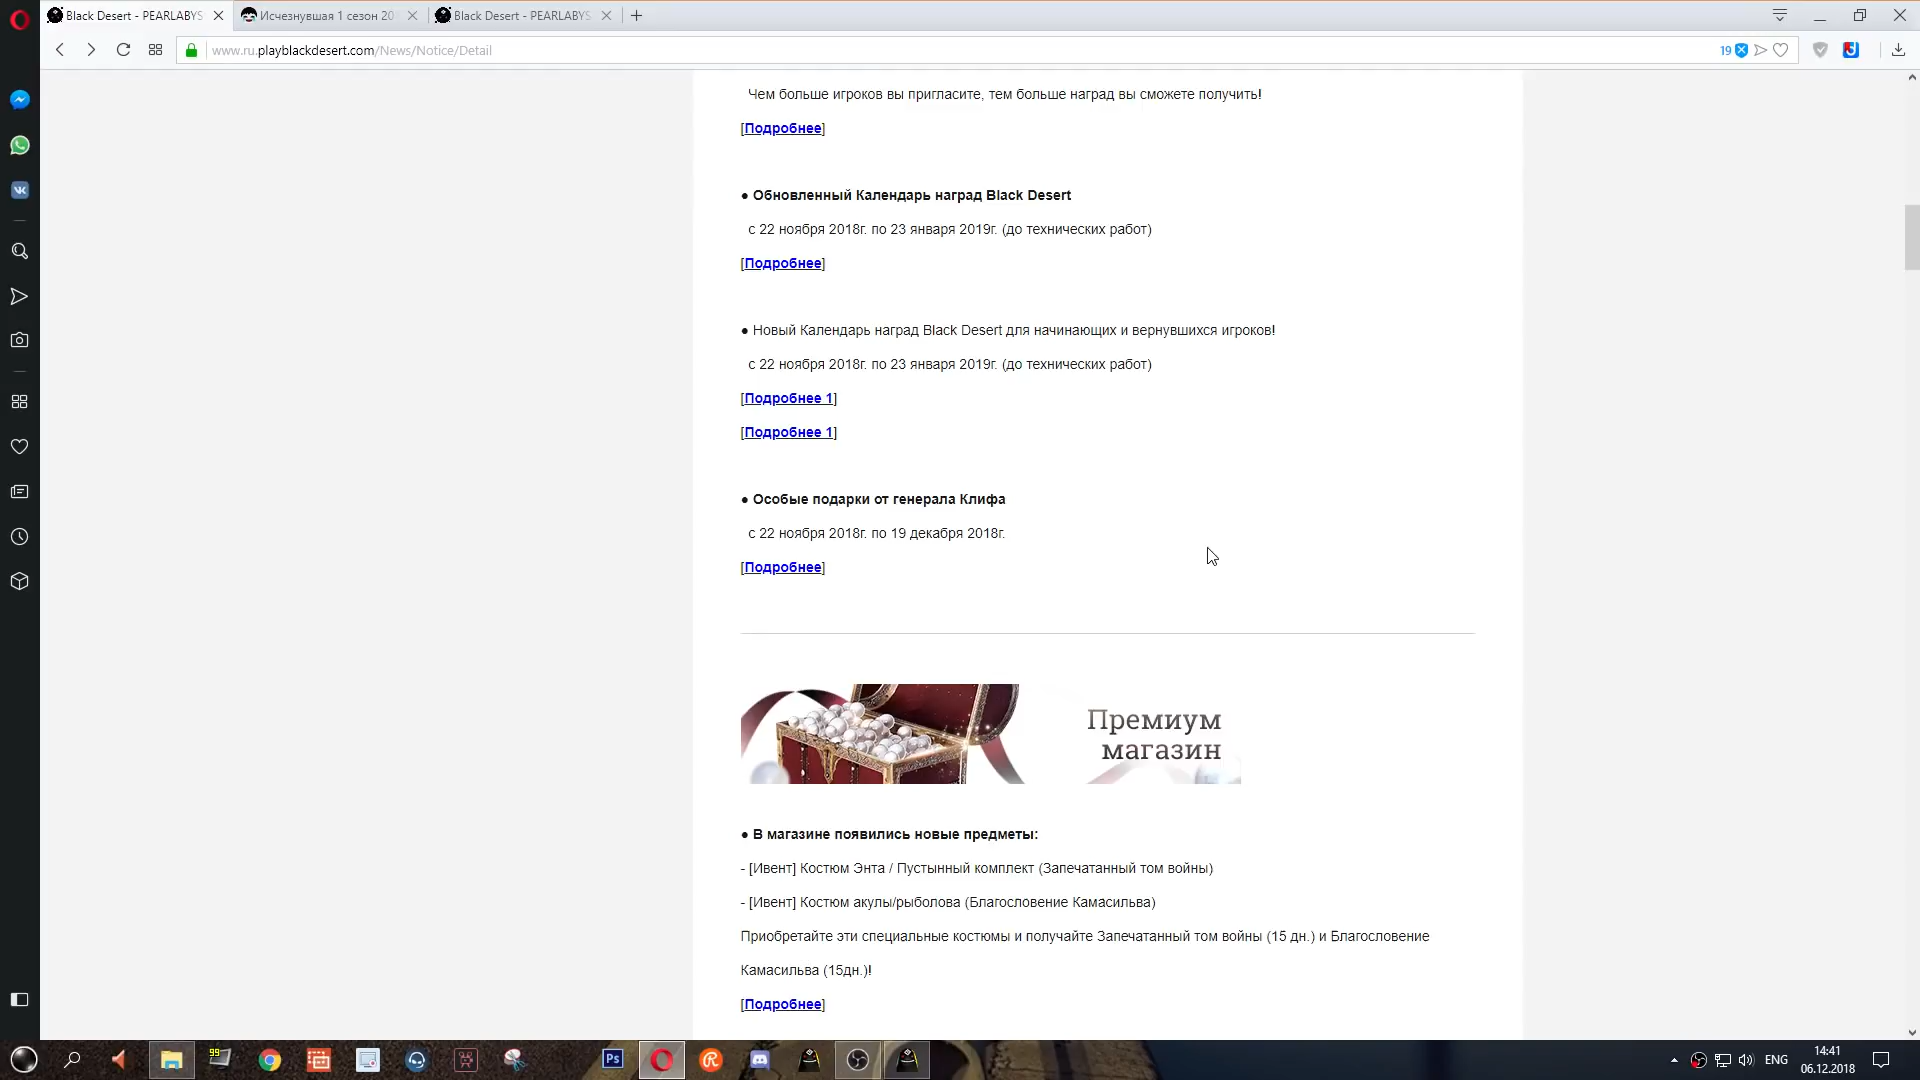 Black Desert - PEARLABYS
Исчезнувшая 1 сезон 20
Black Desert - PEARLABYS
www.ru.playblackdesert.com/News/Notice/Detail
19
Чем больше игроков вы пригласите, тем больше наград вы сможете получить!
[Подробнее]
● Обновленный Календарь наград Black Desert
с 22 ноября 2018г. по 23 января 2019г. (до технических работ)
[Подробнее]
● Новый Календарь наград Black Desert для начинающих и вернувшихся игроков!
с 22 ноября 2018г. по 23 января 2019г. (до технических работ)
[Подробнее 1]
[Подробнее 1]
● Особые подарки от генерала Клифа
с 22 ноября 2018г. по 19 декабря 2018г.
[Подробнее]
Премиум
магазин
● В магазине появились новые предметы:
- [Ивент] Костюм Энта / Пустынный комплект (Запечатанный том войны)
- [Ивент] Костюм акулы/рыболова (Благословение Камасильва)
Приобретайте эти специальные костюмы и получайте Запечатанный том войны (15 дн.) и Благословение
Камасильва (15дн.)!
[Подробнее]
99
Ps
ENG
14:41
06.12.2018